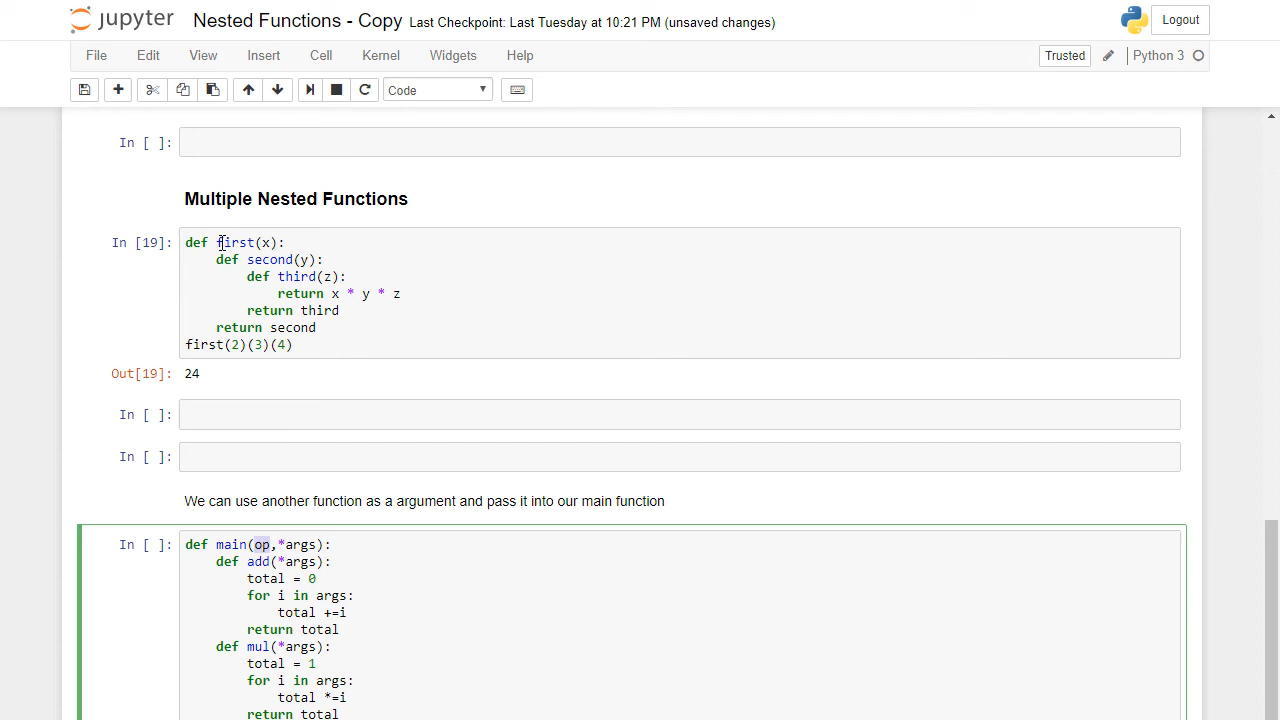 jupyter Nested Functions - Copy Last Checkpoint: Last Tuesday at 10:21 PM (unsaved changes) Logout
File Edit View Insert Cell Kernel Widgets Help Trusted Python 3
Code
In [ ]:
Multiple Nested Functions
In [19]: def first(x):
def second(y):
def third(z):
return x * y * z
return third
return second
first(2)(3)(4)
Out[19]: 24
In [ ]:
In [ ]:
We can use another function as a argument and pass it into our main function
In [ ]: def main(op,*args):
def add(*args):
total = 0
for i in args:
total +=i
return total
def mul(*args):
total = 1
for i in args:
total *=i
return total